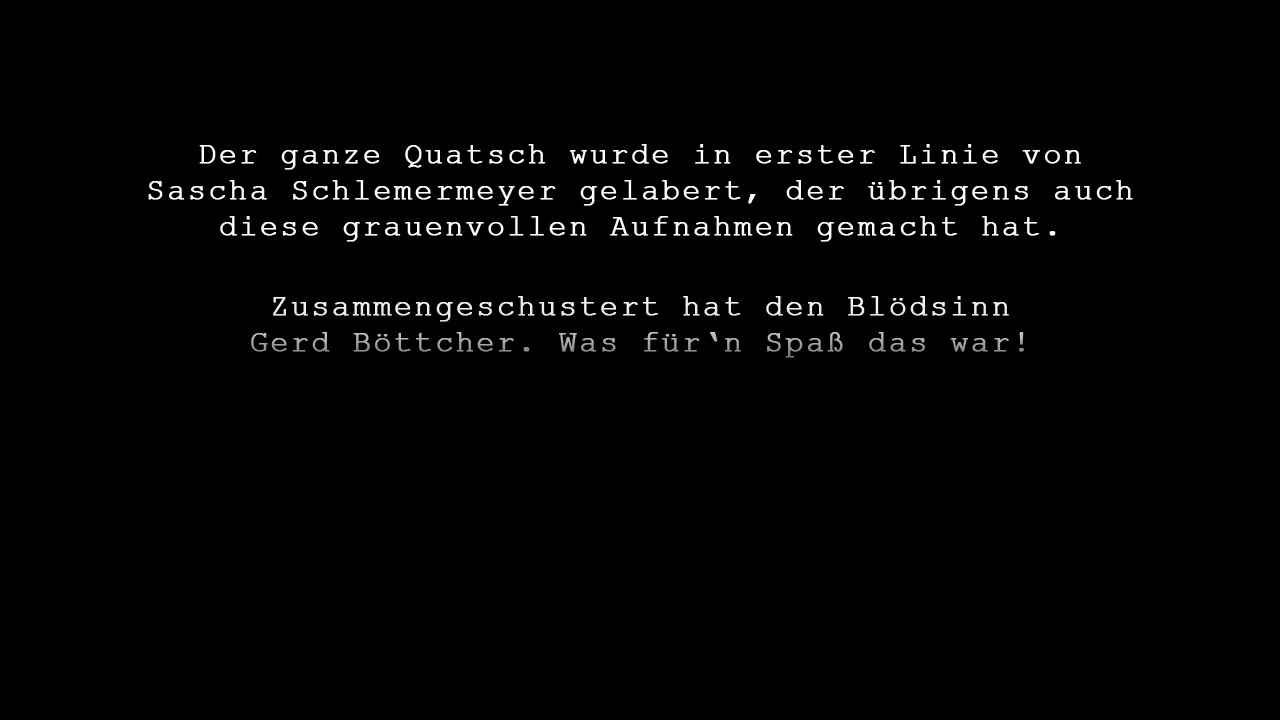 Der ganze Quatsch wurde in erster Linie von
Sascha Schlemermeyer gelabert, der übrigens auch
diese grauenvollen Aufnahmen gemacht hat.
Zusammengeschustert hat den Blödsinn
Gerd Böttcher. Was für‛n Spaß das war!